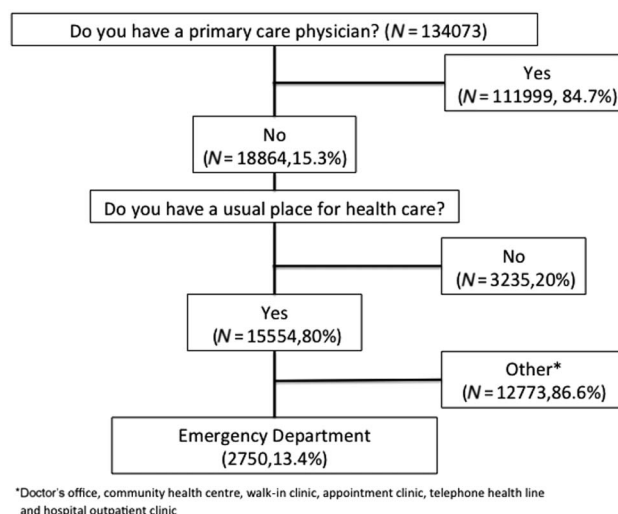 Do you have a primary care physician? (N = 134073)
Yes
(N = 111999, 84.7%)
No
(N = 18864,15.3%)
Do you have a usual place for health care?
No
(N = 3235,20%)
Yes
(N = 15554,80%)
Other*
(N = 12773,86.6%)
Emergency Department
(2750,13.4%)
*Doctor's office, community health centre, walk-in clinic, appointment clinic, telephone health line
and hospital outpatient clinic